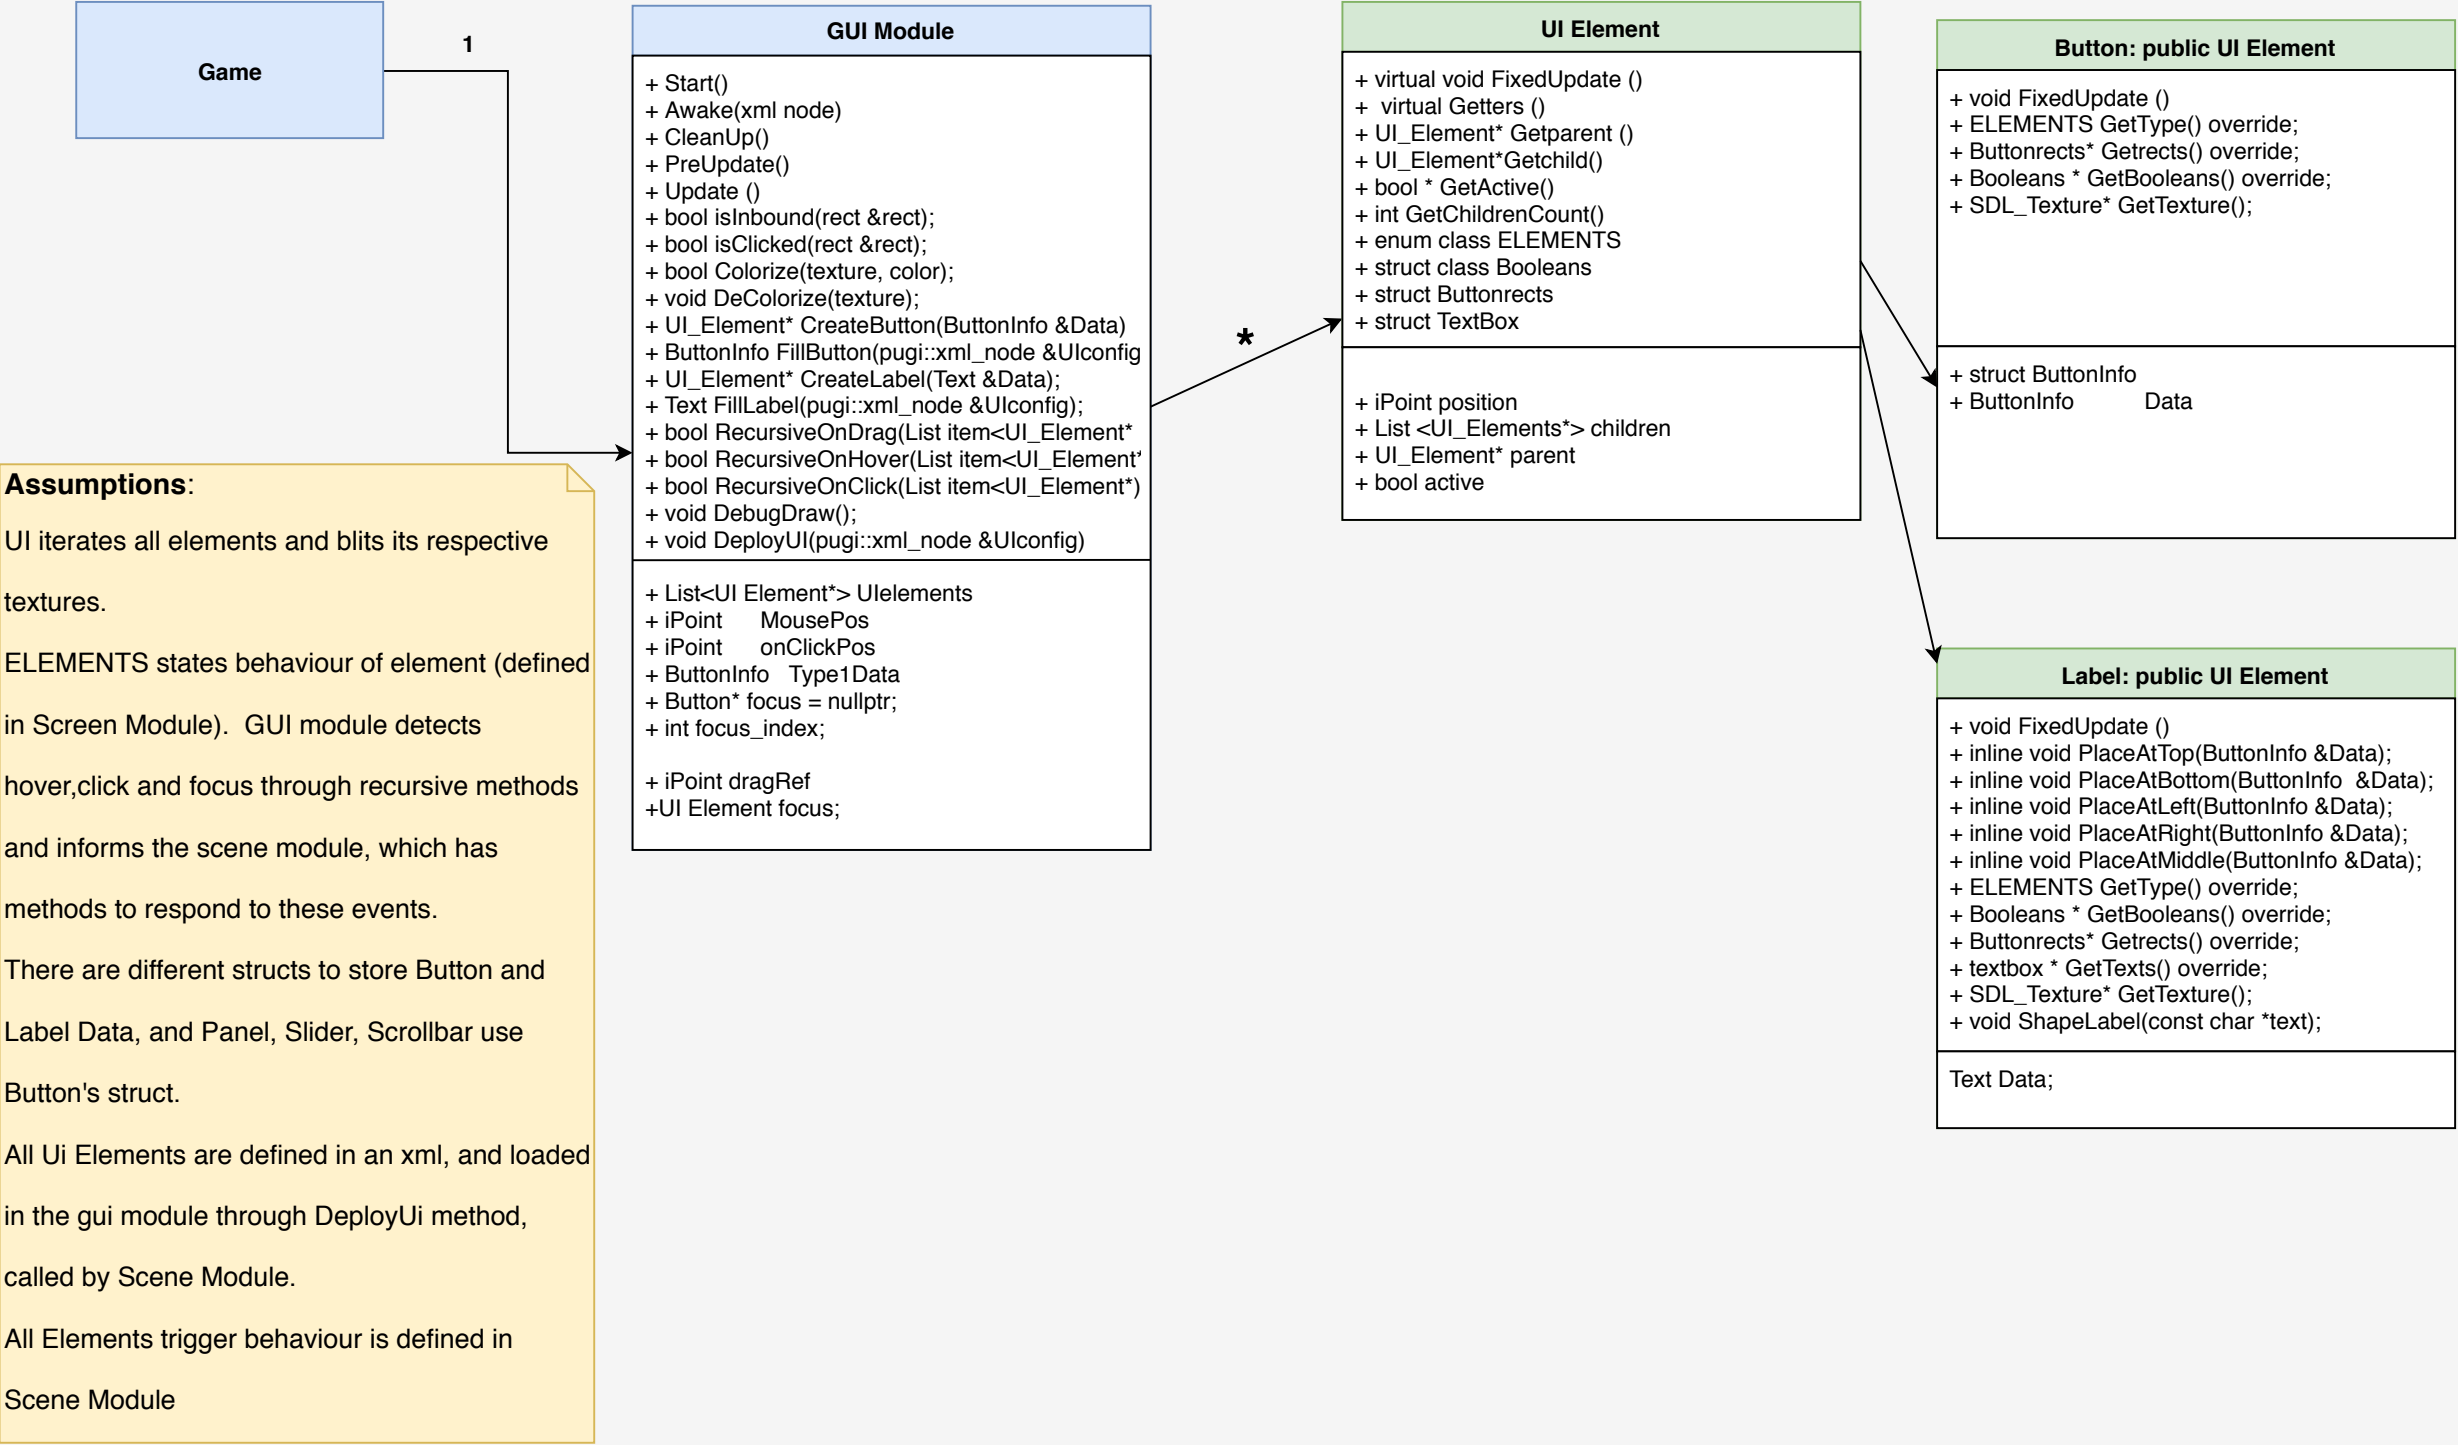 Game
1
GUI Module
+ Start()
+ Awake(xml node)
+ CleanUp()
+ PreUpdate()
+ Update ()
+ bool isInbound(rect &rect);
+ bool isClicked(rect &rect);
+ bool Colorize(texture, color);
+ void DeColorize(texture);
+ UI_Element* CreateButton(ButtonInfo &Data)
+ ButtonInfo FillButton(pugi::xml_node &UIconfig
+ UI_Element* CreateLabel(Text &Data);
+ Text FillLabel(pugi::xml_node &UIconfig);
+ bool RecursiveOnDrag(List item<UI_Element*
+ bool RecursiveOnHover(List item<UI_Element*
+ bool RecursiveOnClick(List item<UI_Element*)
+ void DebugDraw();
+ void DeployUI(pugi::xml_node &UIconfig)
+ List<UI Element*> UIelements
+ iPoint MousePos
+ iPoint onClickPos
+ ButtonInfo Type1Data
+ Button* focus = nullptr;
+ int focus_index;
+ iPoint dragRef
+UI Element focus;
*
UI Element
+ virtual void FixedUpdate ()
+ virtual Getters ()
+ UI_Element* Getparent ()
+ UI_Element*Getchild()
+ bool * GetActive()
+ int GetChildrenCount()
+ enum class ELEMENTS
+ struct class Booleans
+ struct Buttonrects
+ struct TextBox
+ iPoint position
+ List <UI_Elements*> children
+ UI_Element* parent
+ bool active
Button: public UI Element
+ void FixedUpdate ()
+ ELEMENTS GetType() override;
+ Buttonrects* Getrects() override;
+ Booleans * GetBooleans() override;
+ SDL_Texture* GetTexture();
+ struct ButtonInfo
+ ButtonInfo Data
Label: public UI Element
+ void FixedUpdate ()
+ inline void PlaceAtTop(ButtonInfo &Data);
+ inline void PlaceAtBottom(ButtonInfo &Data);
+ inline void PlaceAtLeft(ButtonInfo &Data);
+ inline void PlaceAtRight(ButtonInfo &Data);
+ inline void PlaceAtMiddle(ButtonInfo &Data);
+ ELEMENTS GetType() override;
+ Booleans * GetBooleans() override;
+ Buttonrects* Getrects() override;
+ textbox * GetTexts() override;
+ SDL_Texture* GetTexture();
+ void ShapeLabel(const char *text);
Text Data;
Assumptions:
UI iterates all elements and blits its respective
textures.
ELEMENTS states behaviour of element (defined
in Screen Module). GUI module detects
hover,click and focus through recursive methods
and informs the scene module, which has
methods to respond to these events.
There are different structs to store Button and
Label Data, and Panel, Slider, Scrollbar use
Button's struct.
All Ui Elements are defined in an xml, and loaded
in the gui module through DeployUi method,
called by Scene Module.
All Elements trigger behaviour is defined in
Scene Module